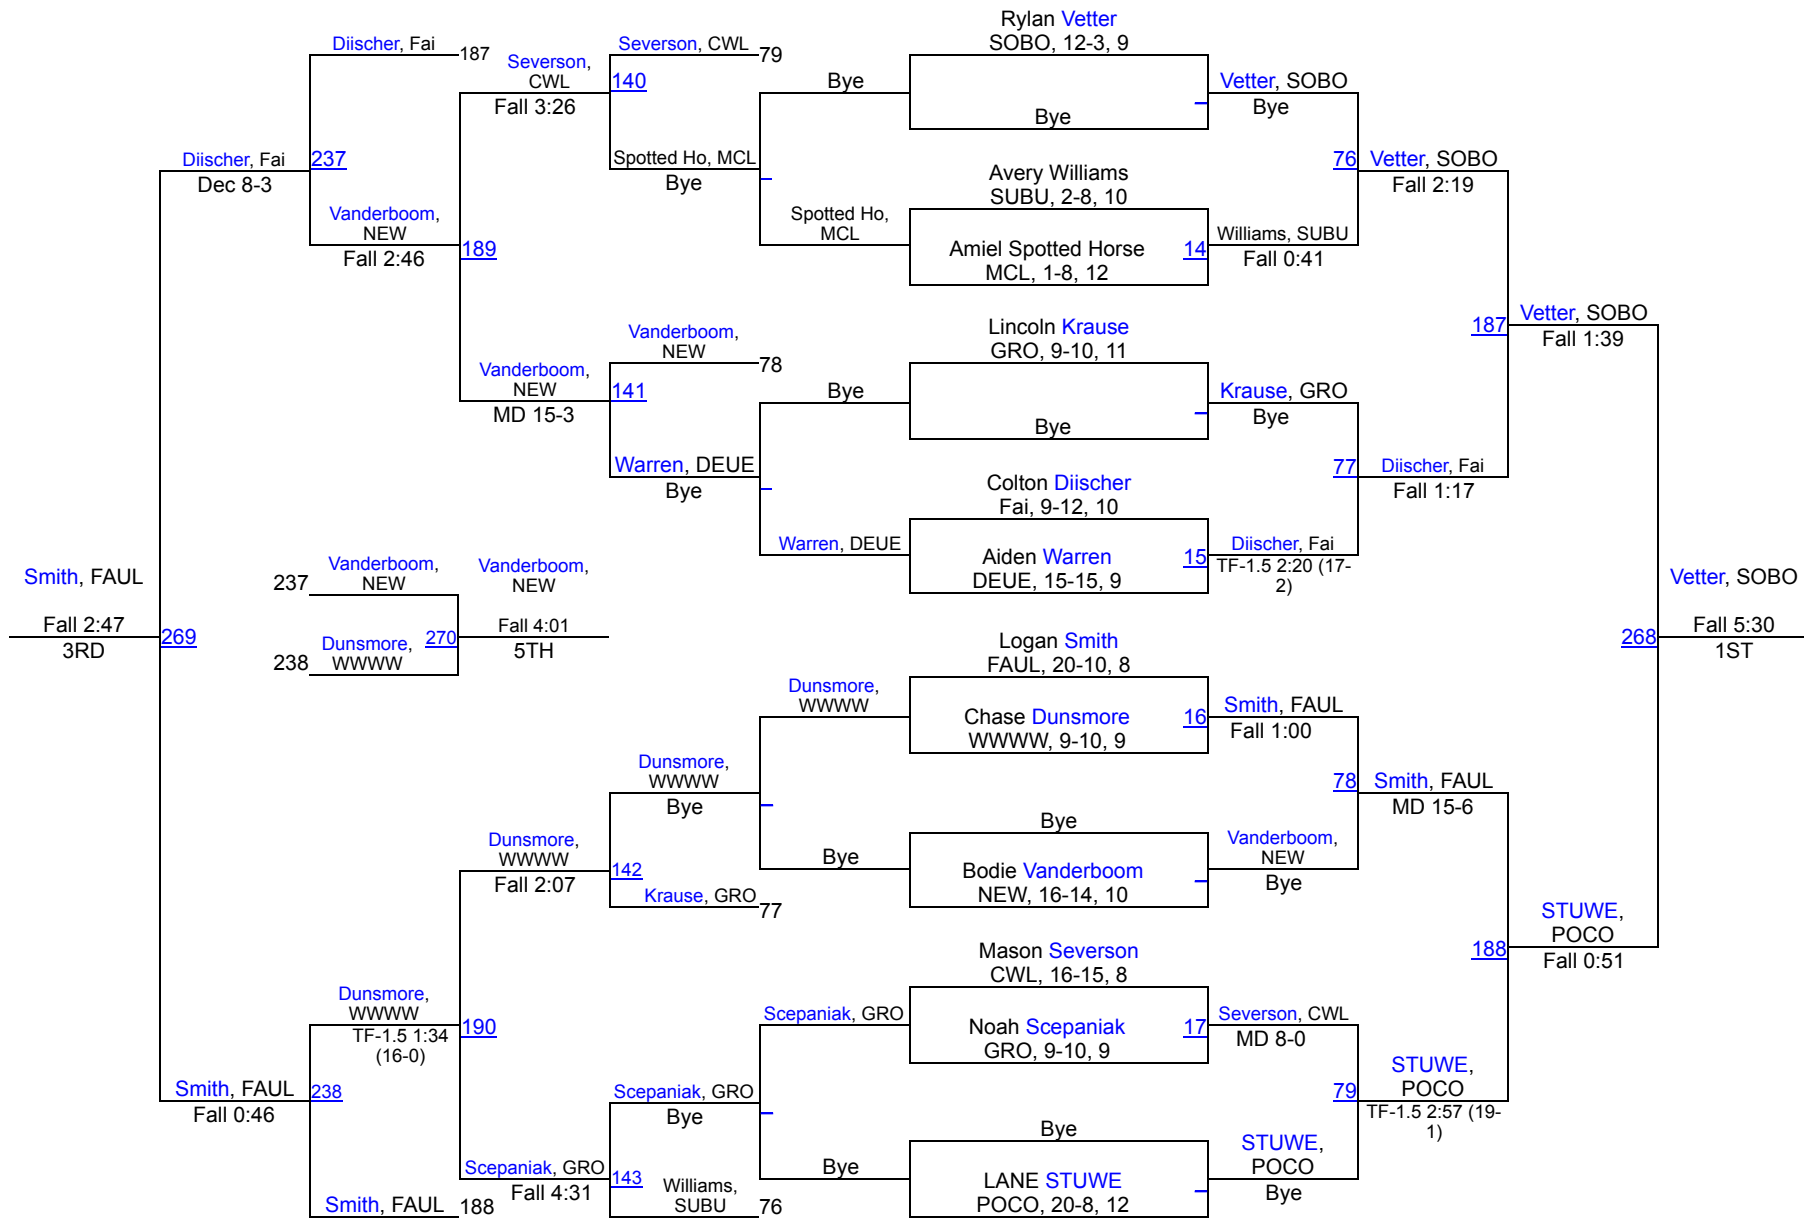 Rylan Vetter
SOBO, 12-3, 9
Diischer, Fai
187
Severson,
CWL
Fall 3:26
Severson, CWL
79
140
Bye
Vetter, SOBO
Bye
Bye
Diischer, Fai
Dec 8-3
237
Spotted Ho, MCL
Bye
Avery Williams
SUBU, 2-8, 10
76
Vetter, SOBO
Fall 2:19
Vanderboom,
NEW
Fall 2:46
189
Spotted Ho,
MCL
Amiel Spotted Horse
MCL, 1-8, 12
14
Williams, SUBU
Fall 0:41
Vanderboom,
NEW
78
Lincoln Krause
GRO, 9-10, 11
187
Vetter, SOBO
Fall 1:39
Vanderboom,
NEW
MD 15-3
141
Bye
Krause, GRO
Bye
Bye
Warren, DEUE
Bye
Colton Diischer
Fai, 9-12, 10
77
Diischer, Fai
Fall 1:17
Warren, DEUE
Aiden Warren
DEUE, 15-15, 9
15
Diischer, Fai
TF-1.5 2:20 (17-
2)
Smith, FAUL
Fall 2:47
3RD
269
237
Vanderboom,
NEW
238
Dunsmore,
WWWW
270
Vanderboom,
NEW
Fall 4:01
5TH
Vetter, SOBO
268
Fall 5:30
1ST
Logan Smith
FAUL, 20-10, 8
Dunsmore,
WWWW
Chase Dunsmore
WWWW, 9-10, 9
16
Smith, FAUL
Fall 1:00
Dunsmore,
WWWW
Bye
78
Smith, FAUL
MD 15-6
Bye
Dunsmore,
WWWW
Fall 2:07
142
Bye
Bodie Vanderboom
NEW, 16-14, 10
Vanderboom,
NEW
Bye
Krause, GRO
77
188
STUWE,
POCO
Fall 0:51
Mason Severson
CWL, 16-15, 8
Dunsmore,
WWWW
TF-1.5 1:34
(16-0)
190
Scepaniak, GRO
Noah Scepaniak
GRO, 9-10, 9
17
Severson, CWL
MD 8-0
Smith, FAUL
Fall 0:46
238
Scepaniak, GRO
Bye
79
STUWE,
POCO
TF-1.5 2:57 (19-
1)
Bye
Scepaniak, GRO
Fall 4:31
143
Bye
LANE STUWE
POCO, 20-8, 12
STUWE,
POCO
Bye
Smith, FAUL
188
Williams,
SUBU
76